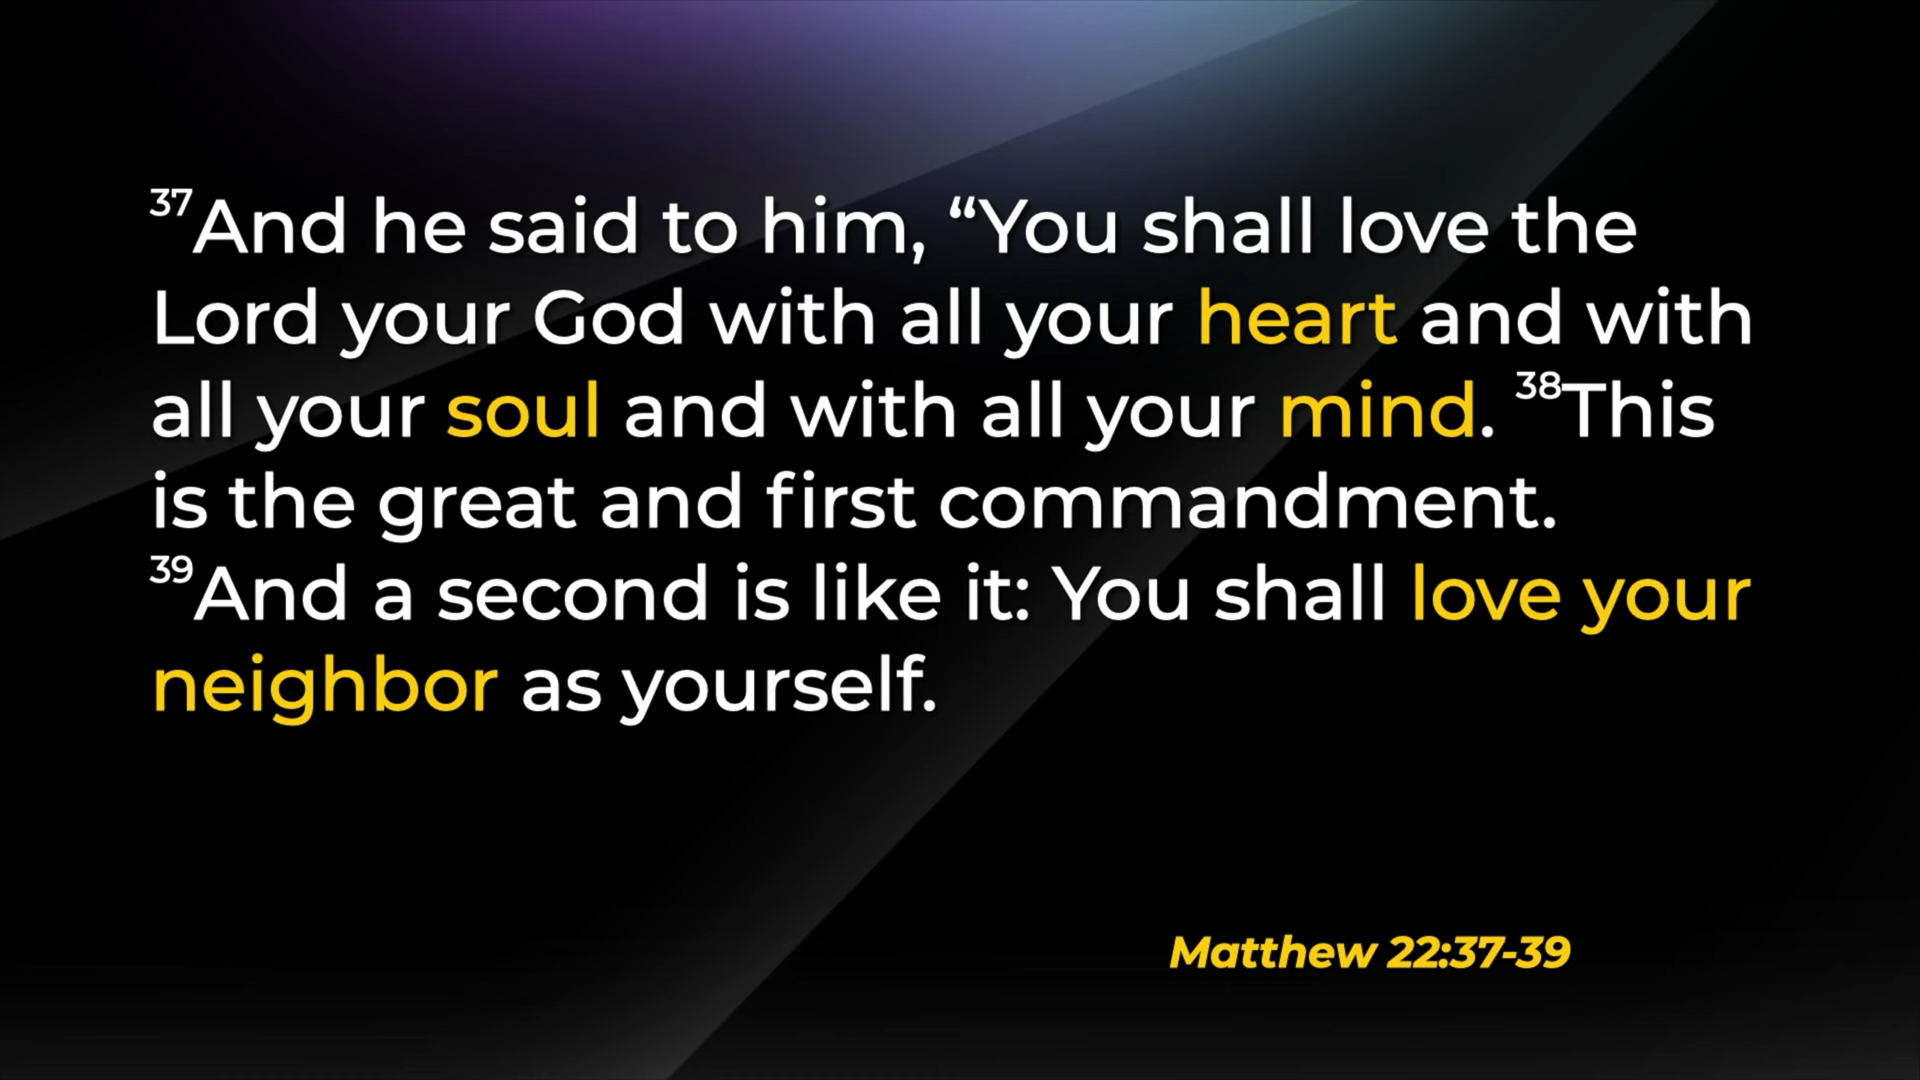 ³⁷And he said to him, “You shall love the
Lord your God with all your heart and with
all your soul and with all your mind. ³⁸This
is the great and first commandment.
³⁹And a second is like it: You shall love your
neighbor as yourself.
Matthew 22:37-39